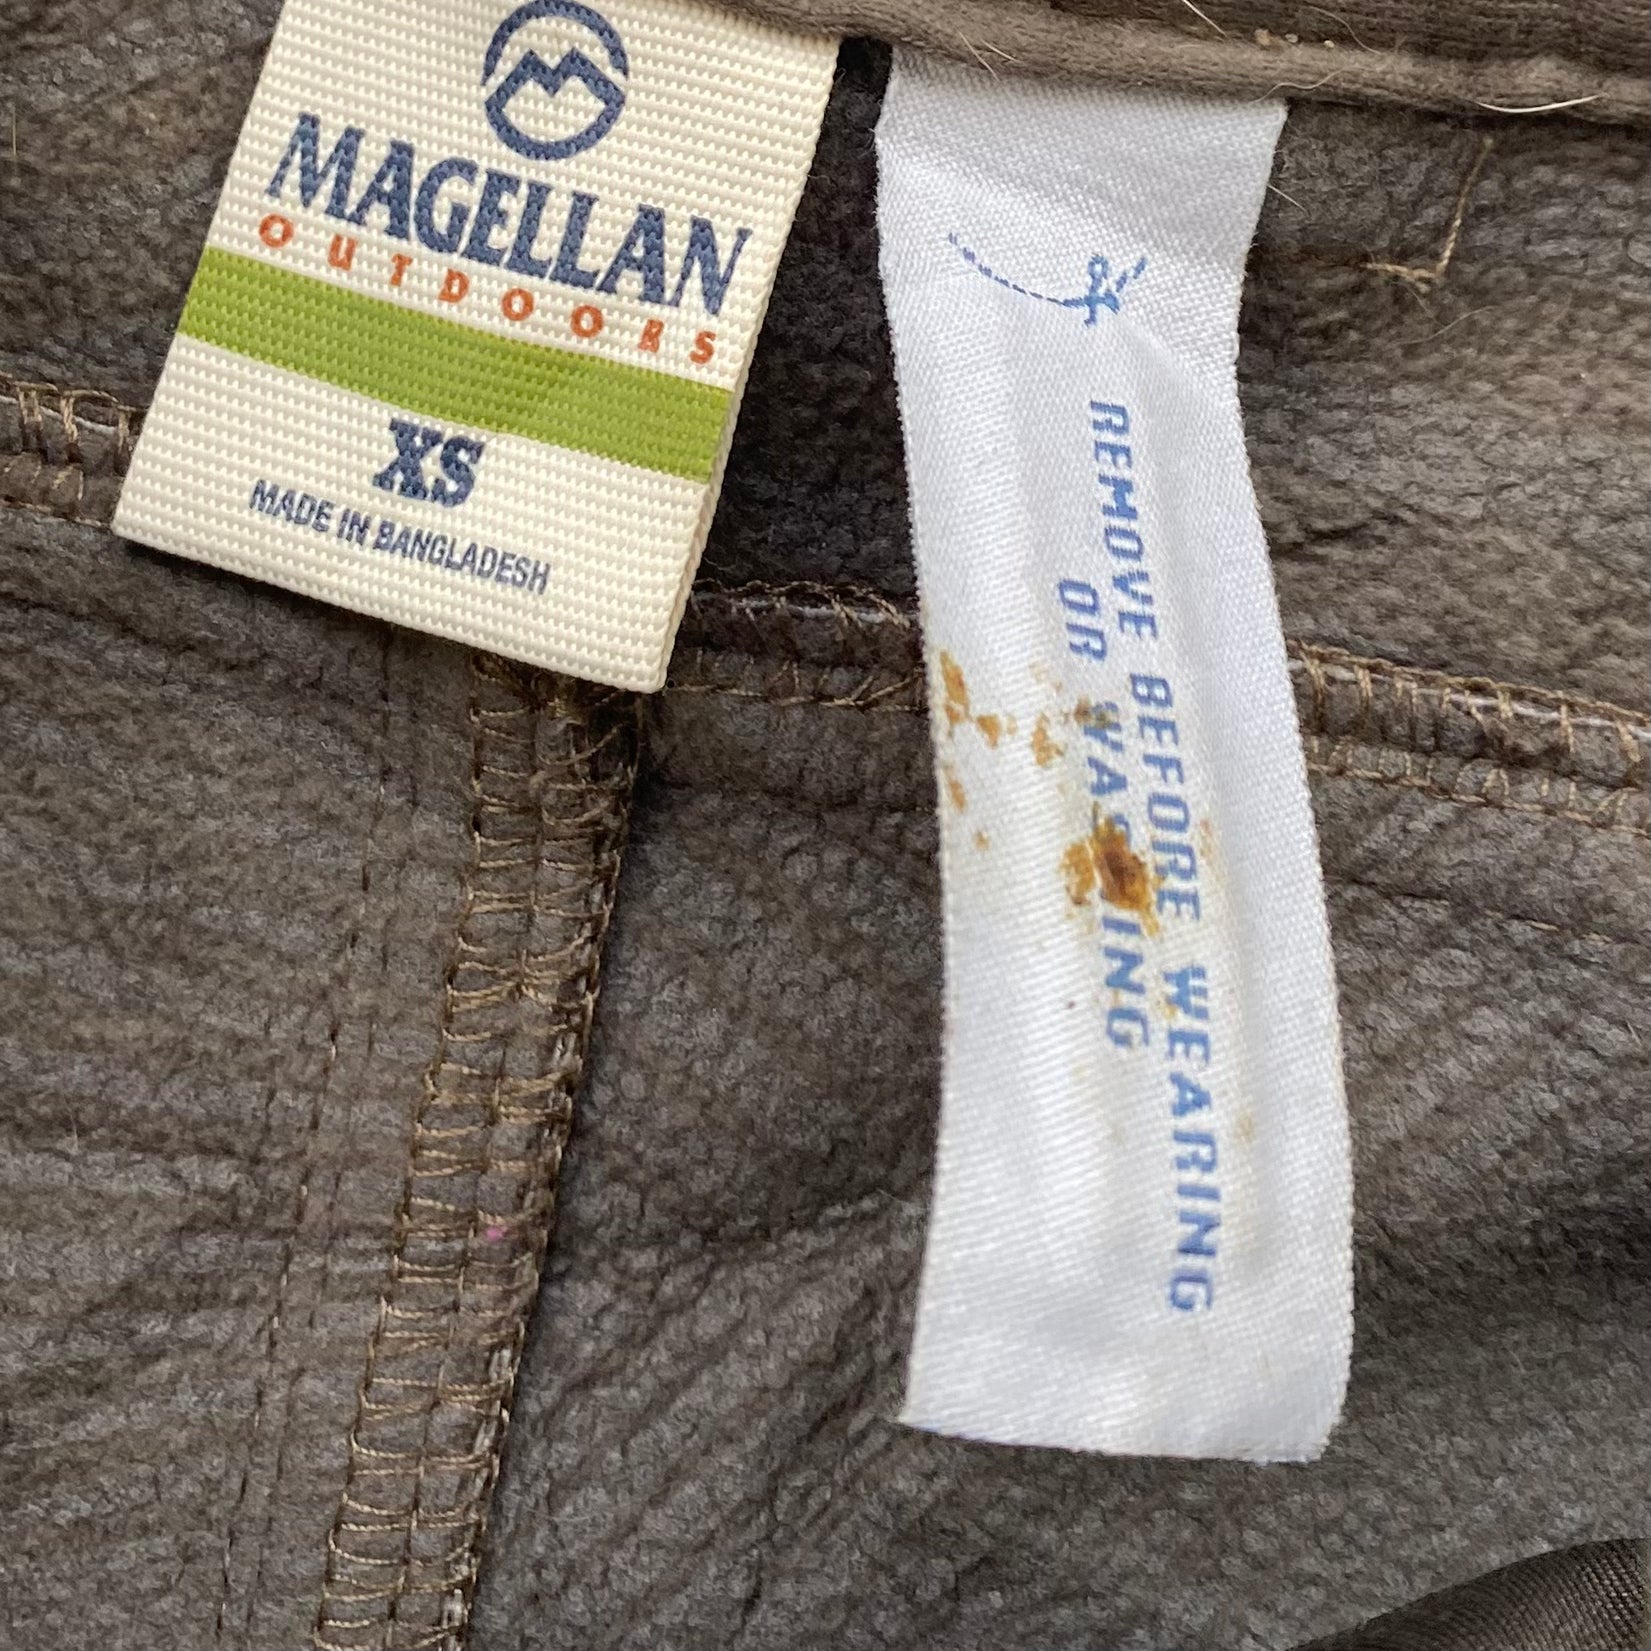 MAGELLAN
OUTDOORS
XS
MADE IN BANGLADESH
REMOVE BEFORE WEARING
OR WASHING